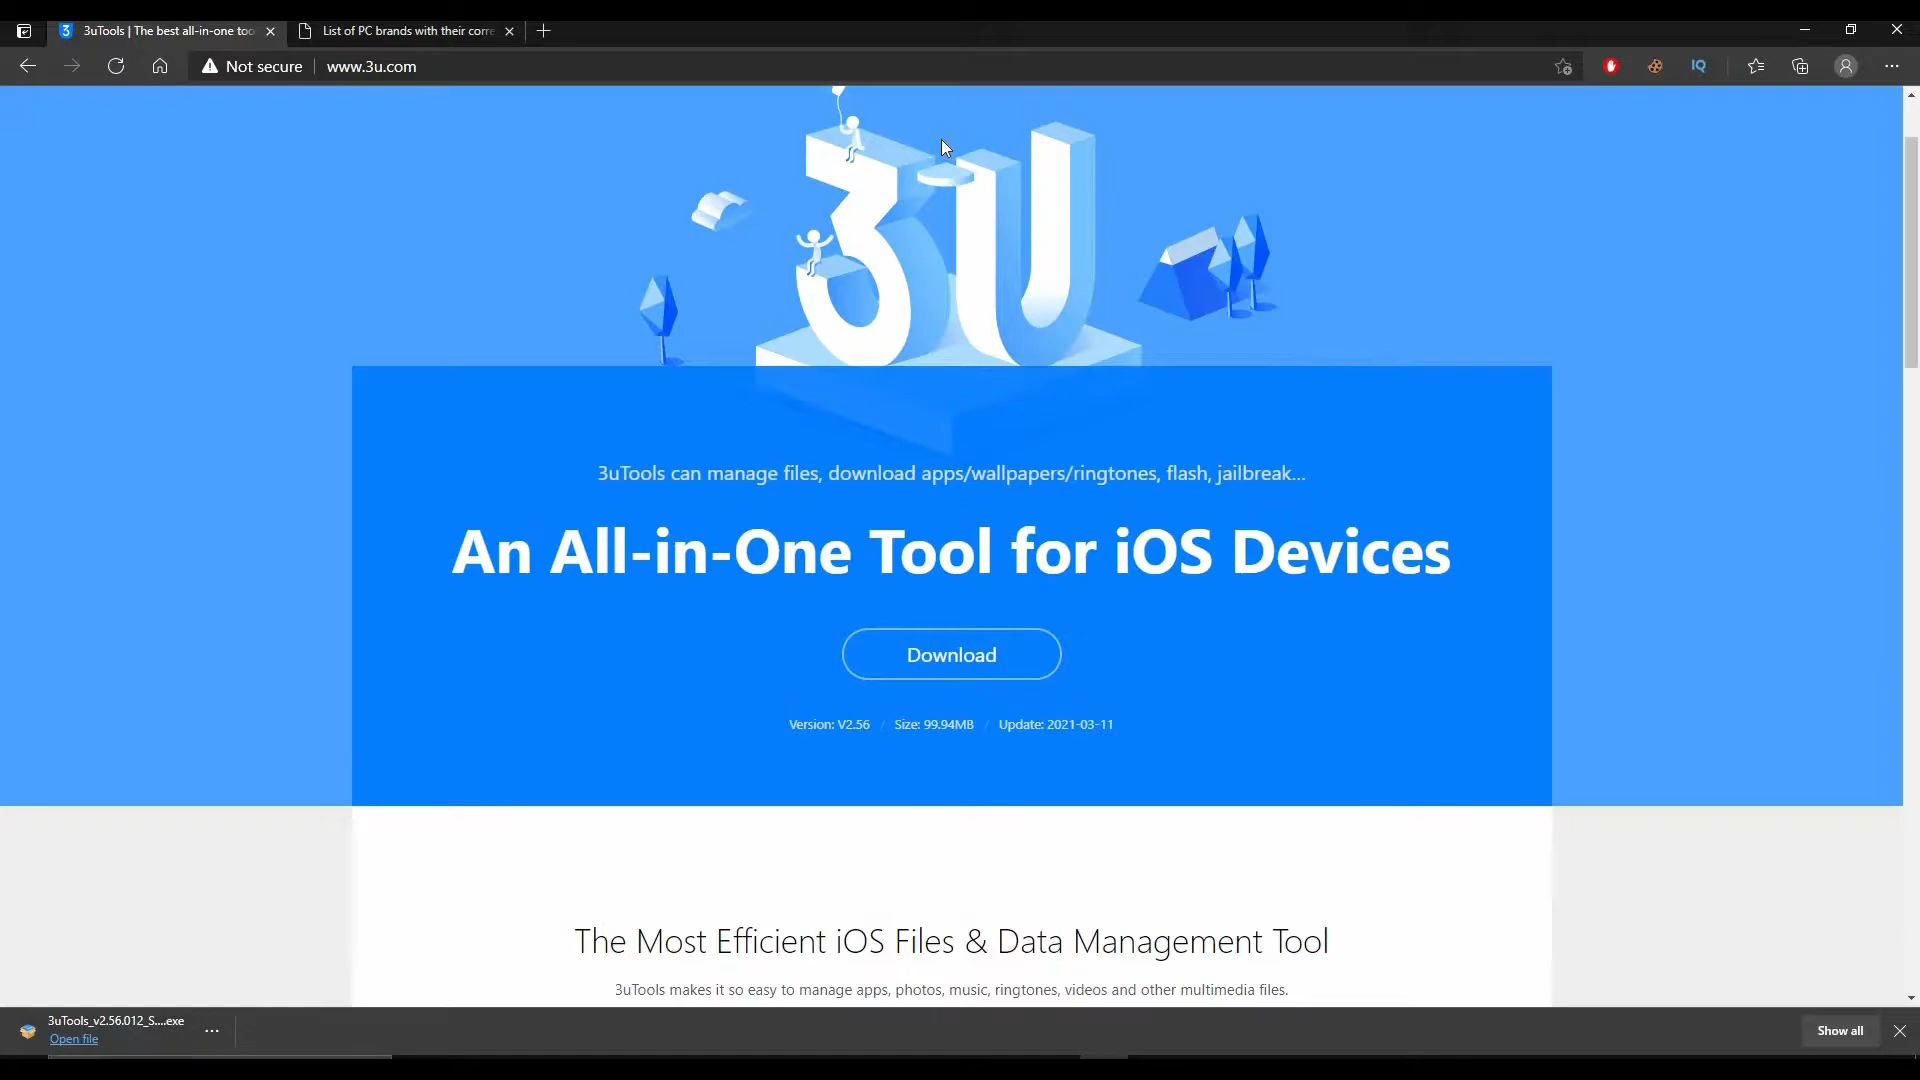 3uTools | The best all-in-one too
List of PC brands with their corre
Not secure
www.3u.com
IQ
3U
3uTools can manage files, download apps/wallpapers/ringtones, flash, jailbreak...
An All-in-One Tool for iOS Devices
Download
Version: V2.56 / Size: 99.94MB / Update: 2021-03-11
The Most Efficient iOS Files & Data Management Tool
3uTools makes it so easy to manage apps, photos, music, ringtones, videos and other multimedia files.
3uTools_v2.56.012_S....exe
Open file
Show all